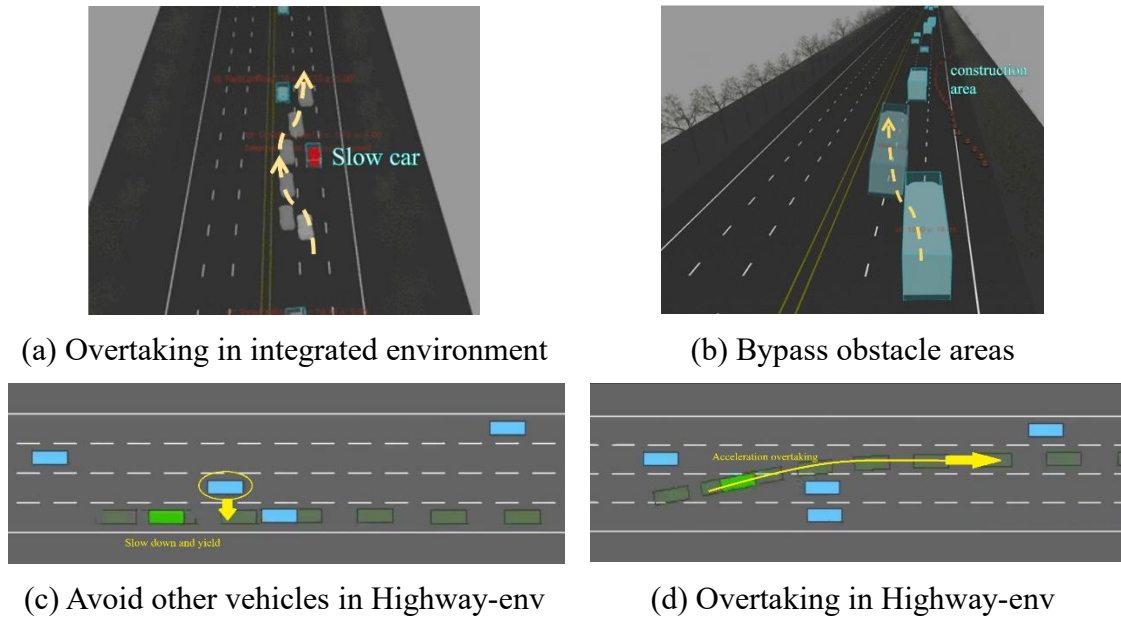 Slow car
construction
area
(a) Overtaking in integrated environment
(b) Bypass obstacle areas
Slow down and yield
Acceleration overtaking
(c) Avoid other vehicles in Highway-env
(d) Overtaking in Highway-env